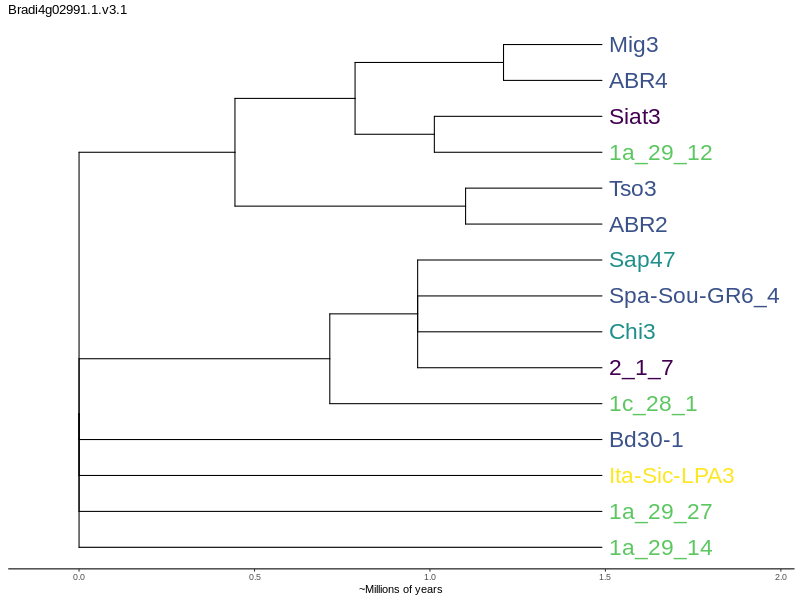 Bradi4g02991.1.v3.1
Mig3
ABR4
Siat3
1a_29_12
Tso3
ABR2
Sap47
Spa-Sou-GR6_4
Chi3
2_1_7
1c_28_1
Bd30-1
Ita-Sic-LPA3
1a_29_27
1a_29_14
0.0 0.5 1.0 1.5 2.0
~Millions of years